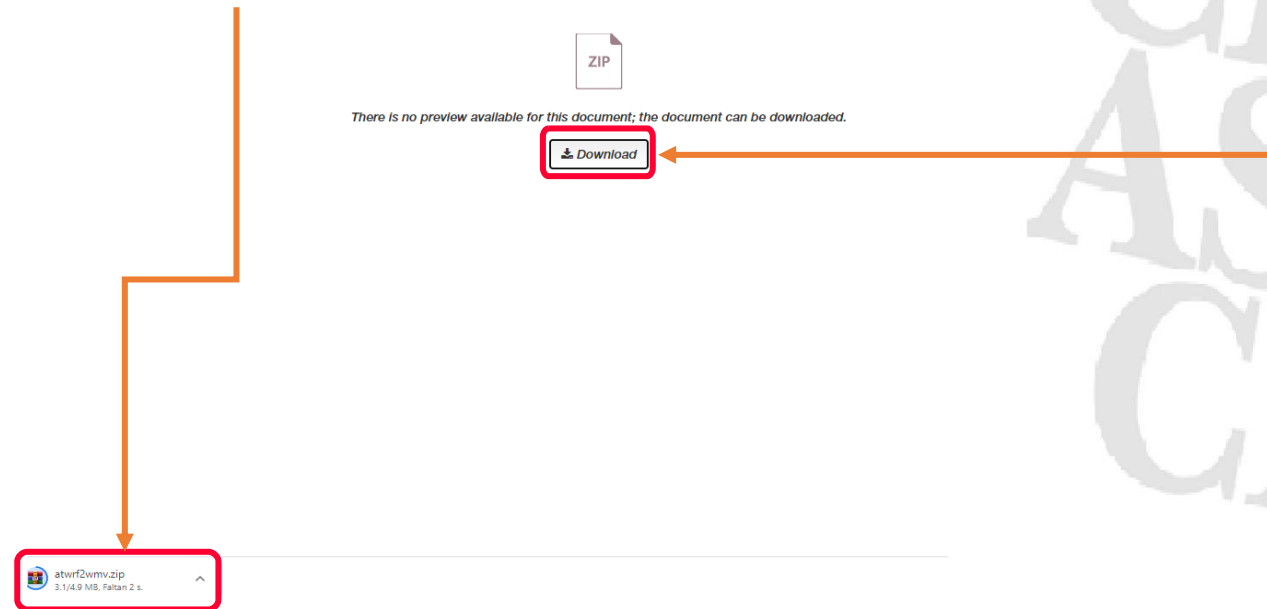 ZIP
There is no preview available for this document; the document can be downloaded.
Download
atwrf2wmv.zip
3.1/4.9 MB, Faltan 2 s.